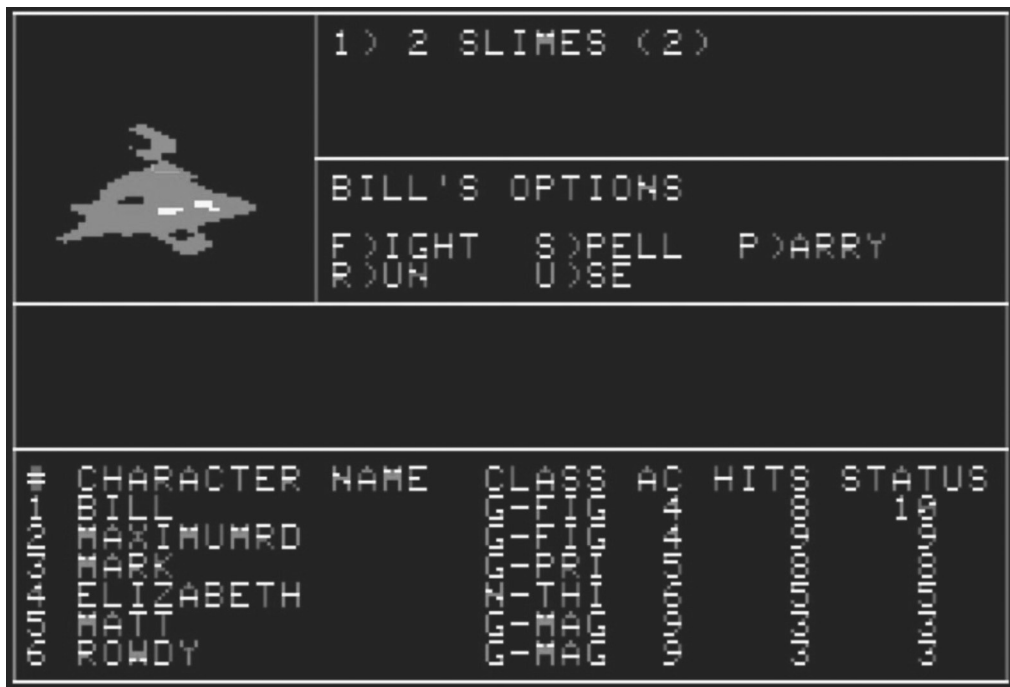 1) 2 SLIMES (2)
BILL'S OPTIONS
F)IGHT S)PELL P)ARRY
R)UN U)SE
# CHARACTER NAME CLASS AC HITS STATUS
1 BILL G-FIG 4 8 10
2 MAXIMUMRD G-FIG 4 9 9
3 MARK G-PRI 5 8 8
4 ELIZABETH N-THI 6 5 5
5 MATT G-MAG 9 3 3
6 ROWDY G-MAG 9 3 3